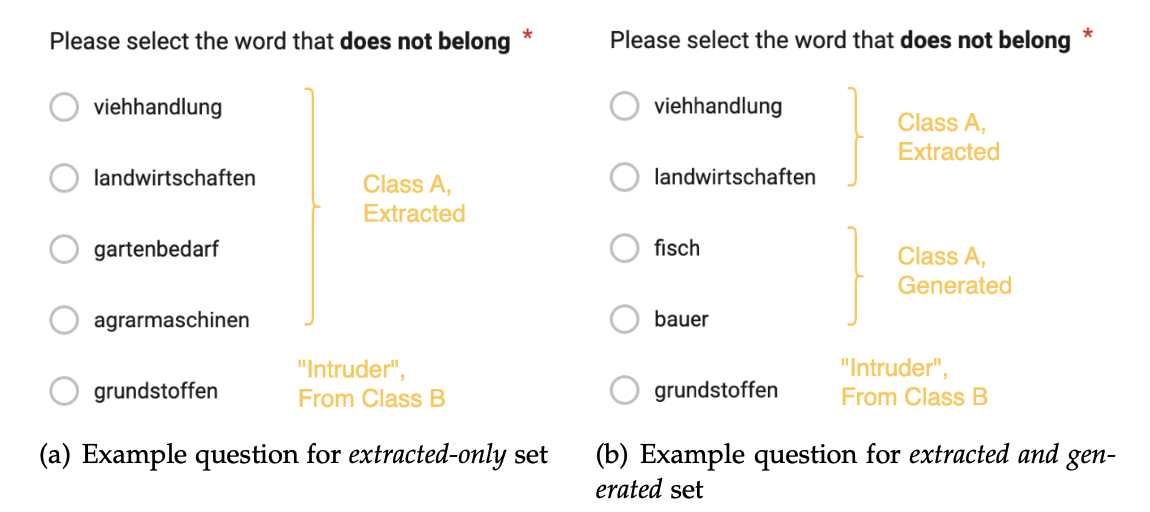 Please select the word that does not belong *
viehhandlung
landwirtschaften
gartenbedarf
agrarmaschinen
grundstoffen
Class A,
Extracted
"Intruder",
From Class B
(a) Example question for extracted-only set
Please select the word that does not belong *
viehhandlung
landwirtschaften
fisch
bauer
grundstoffen
Class A,
Extracted
Class A,
Generated
"Intruder",
From Class B
(b) Example question for extracted and gen-
erated set